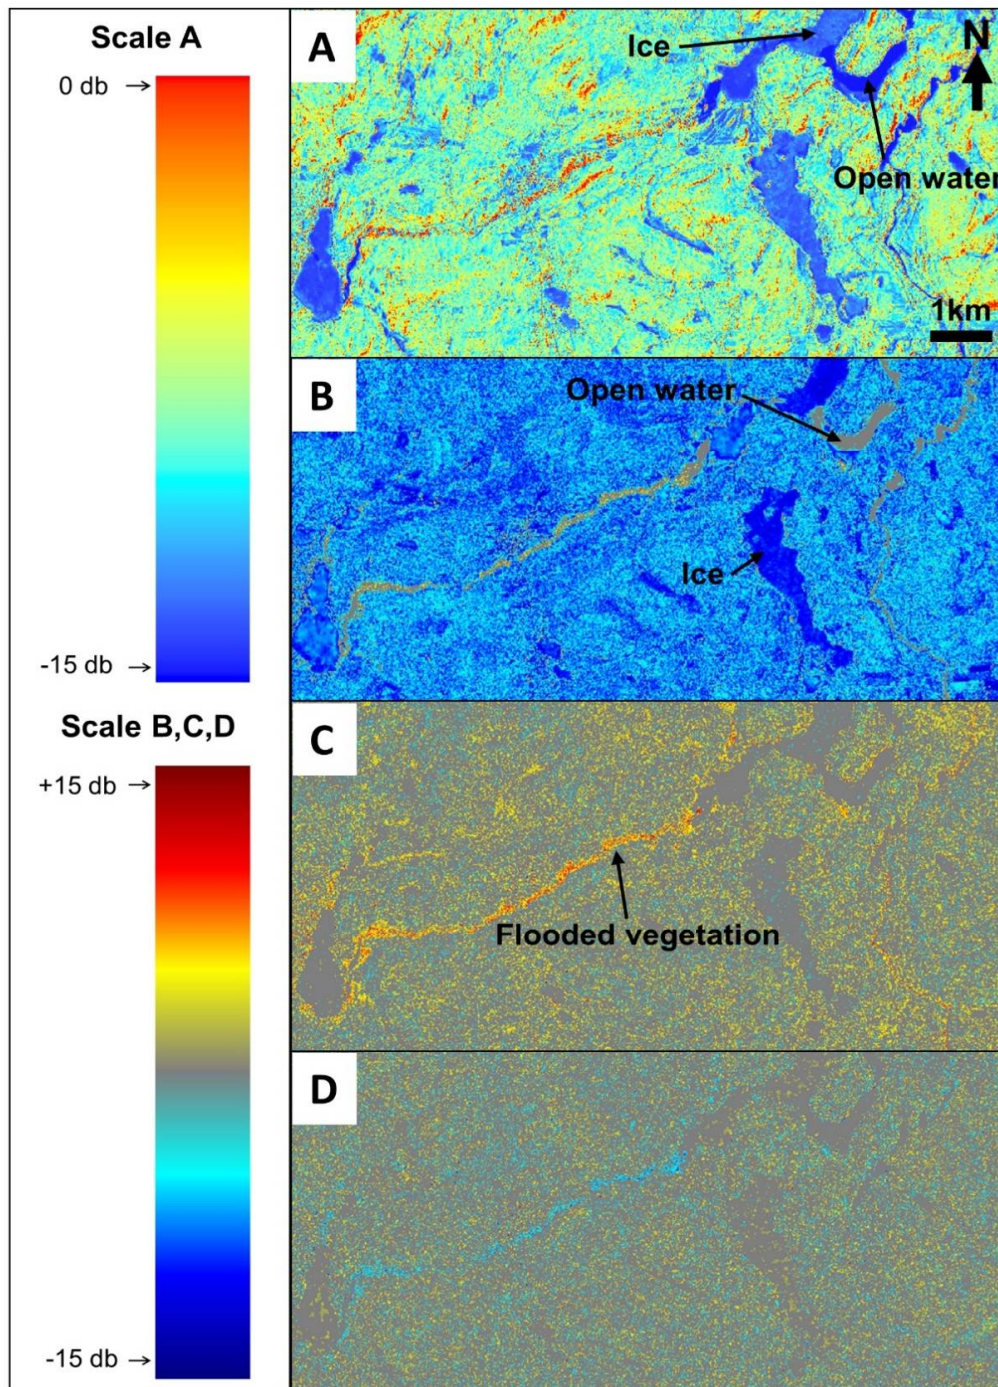 Scale A
0 db
-15 db
Scale B,C,D
+15 db
-15 db
A
Ice
N
Open water
1km
B
Open water
Ice
C
Flooded vegetation
D